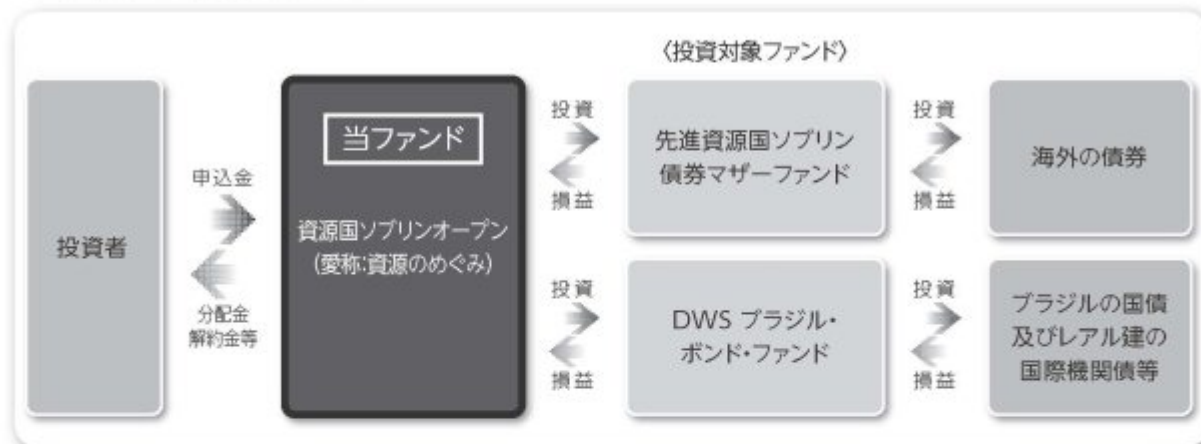 〈投資対象ファンド〉
投資者
申込金
分配金
解約金等
当ファンド
資源国ソブリンオープン
(愛称:資源のめぐみ)
投資
損益
先進資源国ソブリン
債券マザーファンド
投資
損益
海外の債券
投資
損益
DWS ブラジル・
ボンド・ファンド
投資
損益
ブラジルの国債
及びレアル建の
国際機関債等